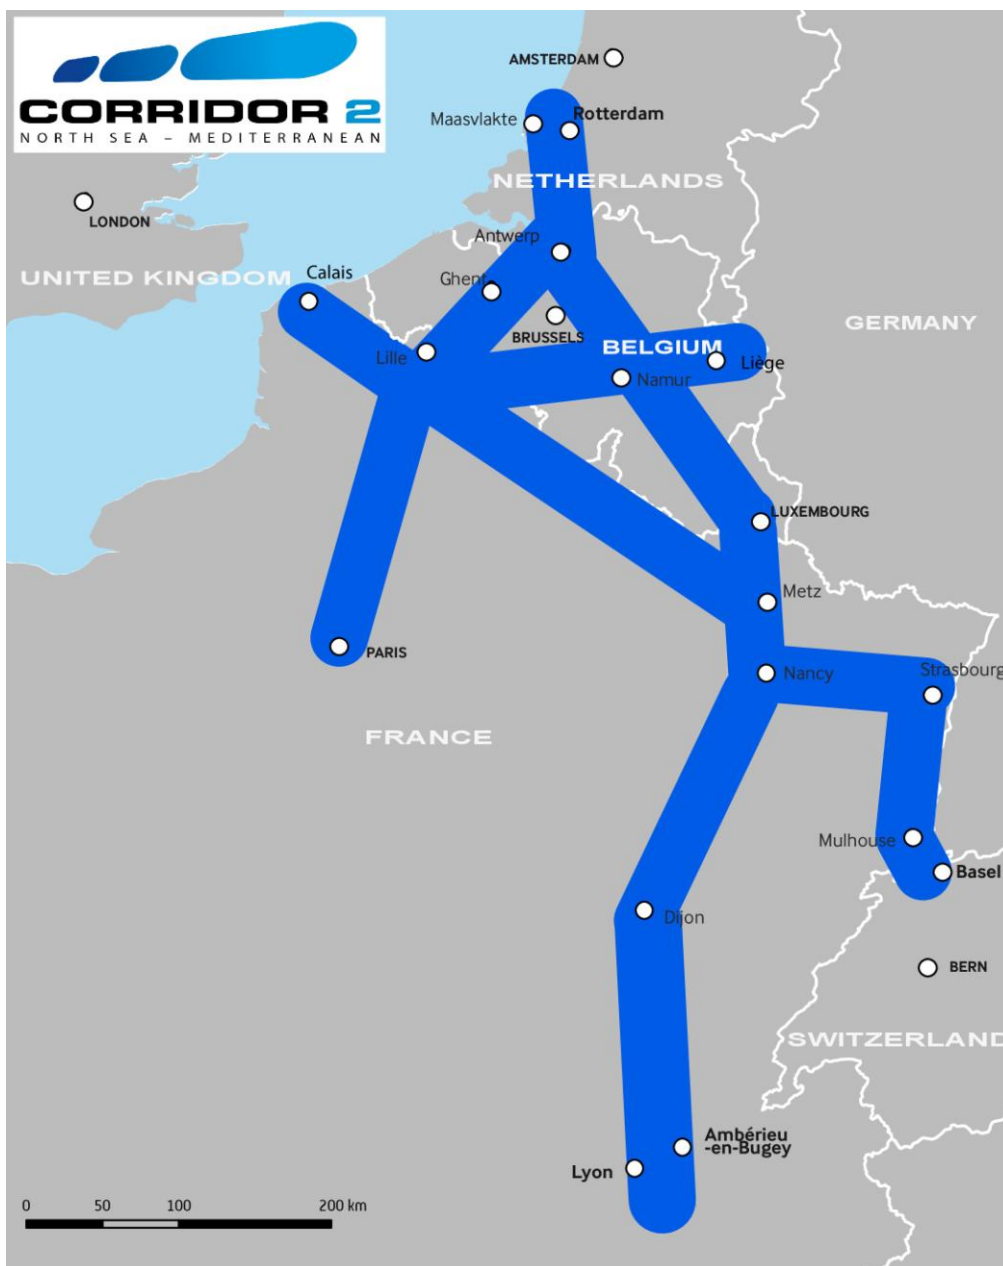 CORRIDOR 2
NORTH SEA – MEDITERRANEAN
AMSTERDAM
Maasvlakte
Rotterdam
NETHERLANDS
LONDON
Antwerp
UNITED KINGDOM
Calais
Ghent
BRUSSELS
GERMANY
Lille
BELGIUM
Liège
Namur
LUXEMBOURG
Metz
PARIS
Nancy
Strasbourg
FRANCE
Mulhouse
Basel
Dijon
BERN
SWITZERLAND
Ambérieu
-en-Bugey
Lyon
0 50 100 200 km